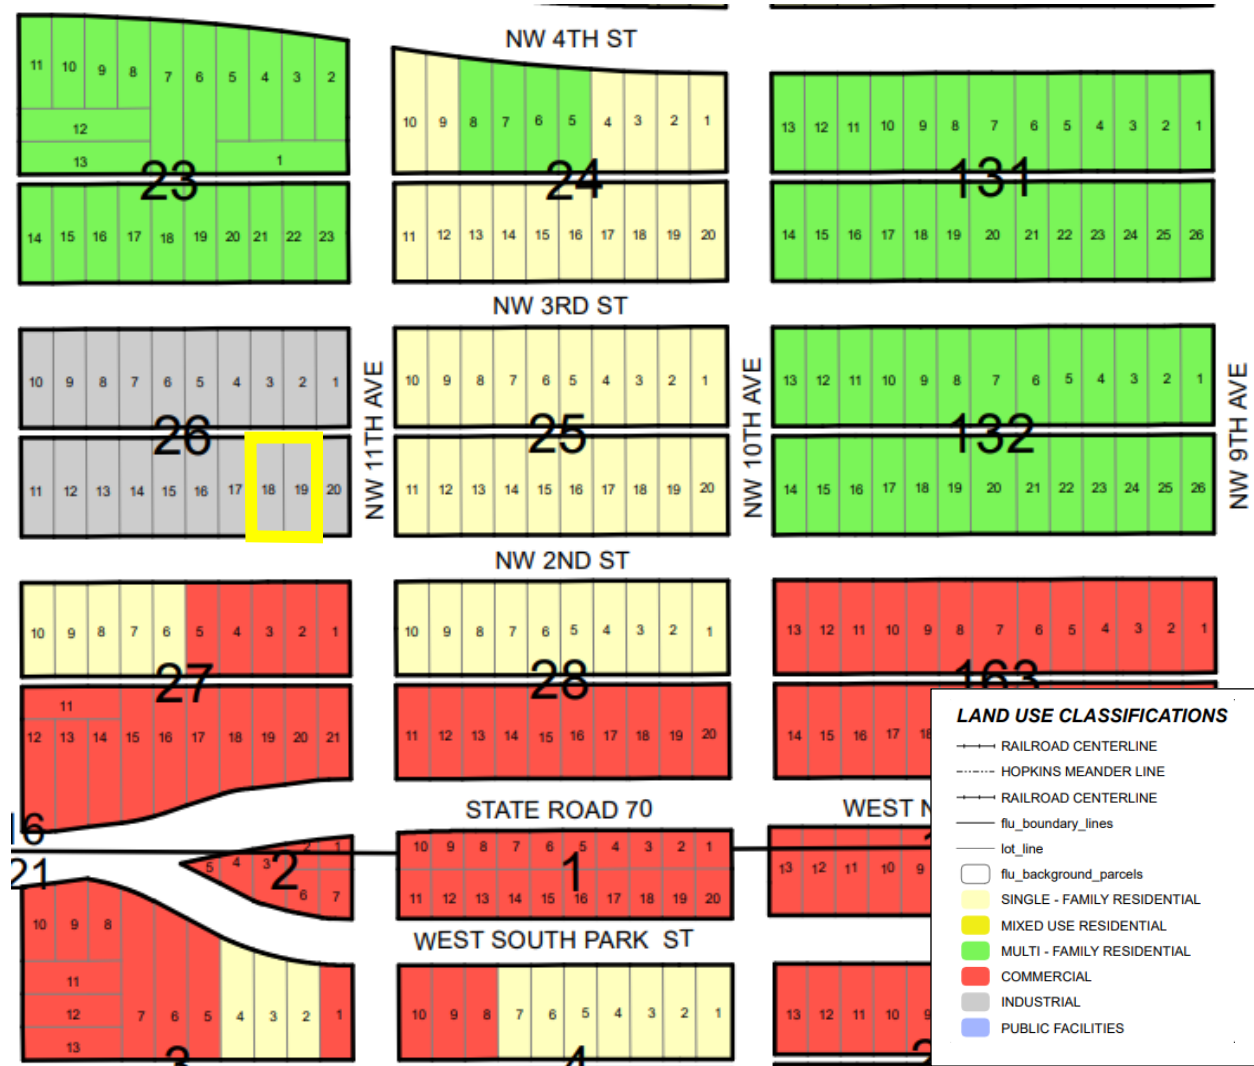 NW 4TH ST
11 10 9 8 7 6 5 4 3 2
12
13 1
23
14 15 16 17 18 19 20 21 22 23
10 9 8 7 6 5 4 3 2 1
24
11 12 13 14 15 16 17 18 19 20
13 12 11 10 9 8 7 6 5 4 3 2 1
131
14 15 16 17 18 19 20 21 22 23 24 25 26
NW 3RD ST
10 9 8 7 6 5 4 3 2 1
26
11 12 13 14 15 16 17 18 19 20
NW 11TH AVE
10 9 8 7 6 5 4 3 2 1
25
11 12 13 14 15 16 17 18 19 20
NW 10TH AVE
13 12 11 10 9 8 7 6 5 4 3 2 1
132
14 15 16 17 18 19 20 21 22 23 24 25 26
NW 9TH AVE
NW 2ND ST
10 9 8 7 6 5 4 3 2 1
27
11
12 13 14 15 16 17 18 19 20 21
10 9 8 7 6 5 4 3 2 1
28
11 12 13 14 15 16 17 18 19 20
13 12 11 10 9 8 7 6 5 4 3 2 1
163
14 15 16 17 18
STATE ROAD 70
WEST N
16
21
2 1
5 4 3
2
6 7
10 9 8 7 6 5 4 3 2 1
1
11 12 13 14 15 16 17 18 19 20
13 12 11 10 9
WEST SOUTH PARK ST
10 9 8
11
12
13
7 6 5 4 3 2 1
3
10 9 8 7 6 5 4 3 2 1
4
13 12 11 10 9
2
LAND USE CLASSIFICATIONS
RAILROAD CENTERLINE
HOPKINS MEANDER LINE
RAILROAD CENTERLINE
flu_boundary_lines
lot_line
flu_background_parcels
SINGLE - FAMILY RESIDENTIAL
MIXED USE RESIDENTIAL
MULTI - FAMILY RESIDENTIAL
COMMERCIAL
INDUSTRIAL
PUBLIC FACILITIES